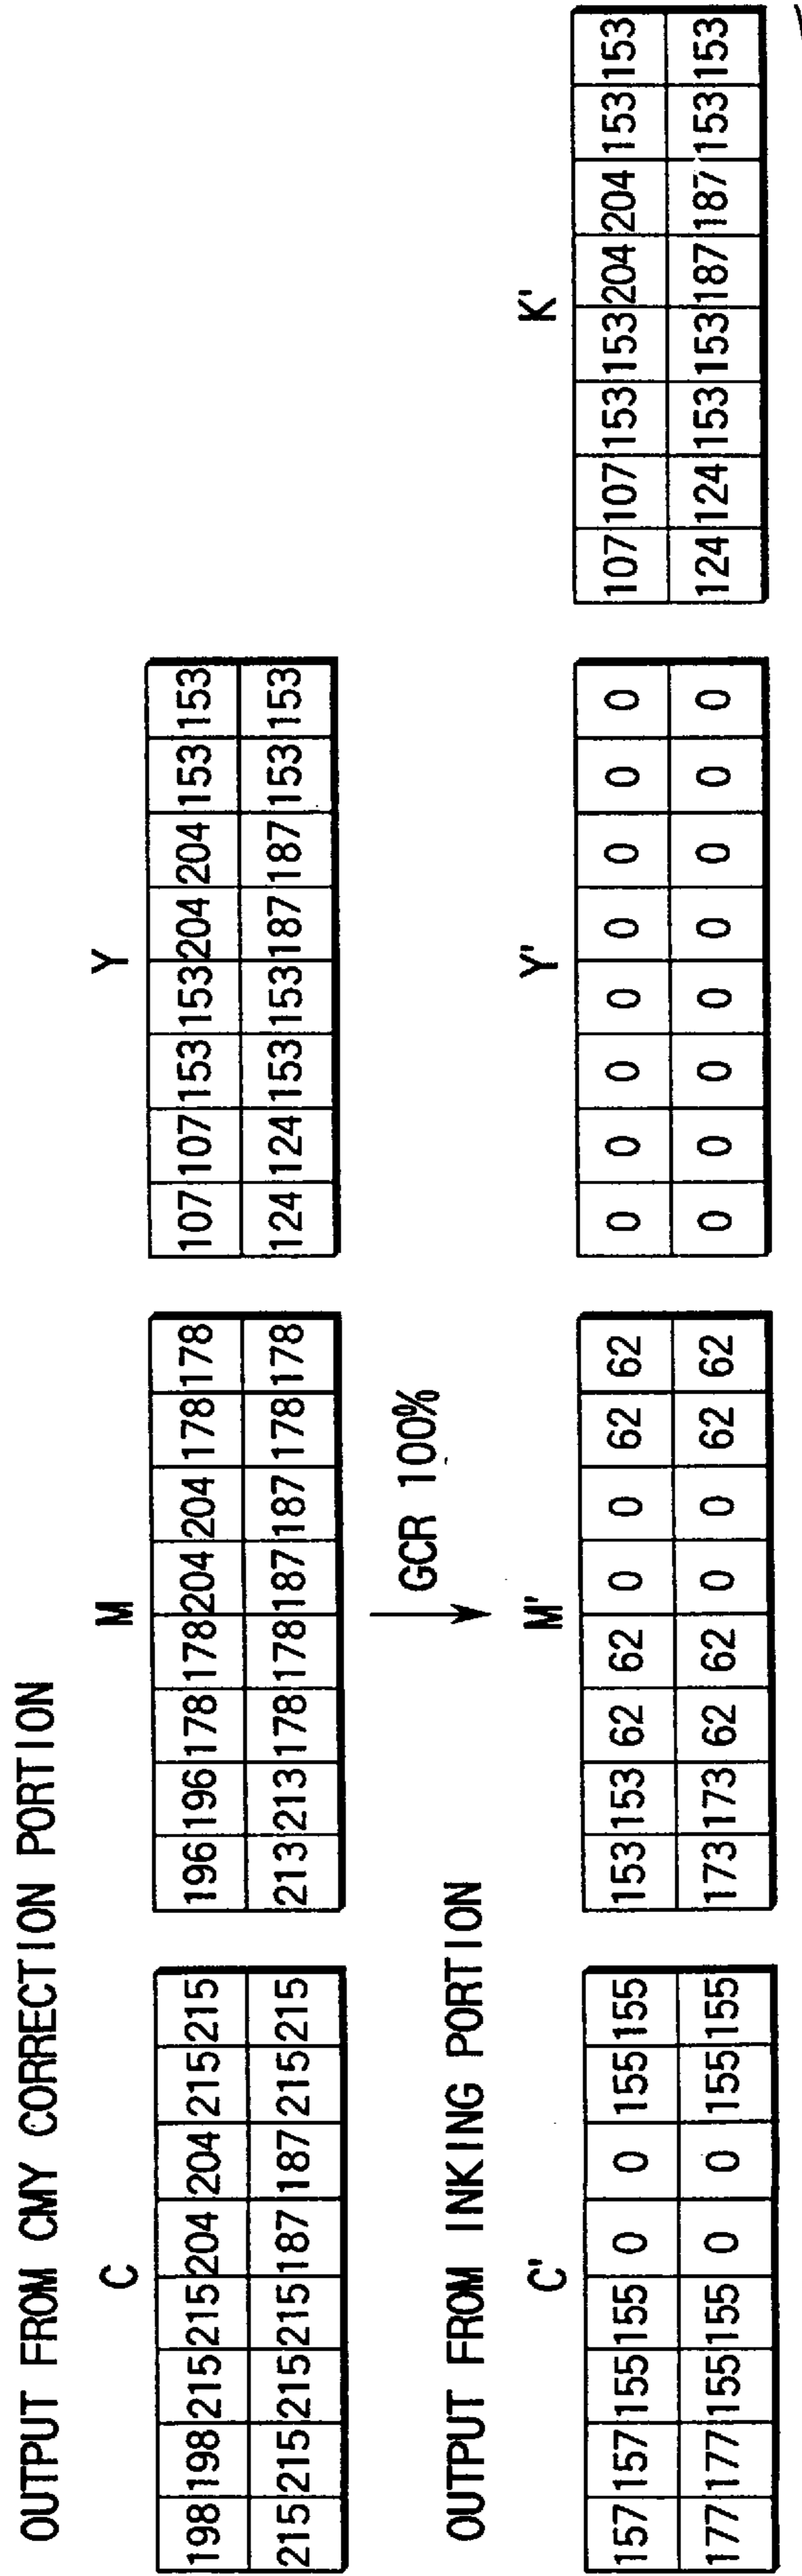 OUTPUT FROM CMY CORRECTION PORTION
C
198 198 215 215 204 204 215 215
215 215 215 215 187 187 215 215
M
196 196 178 178 204 204 178 178
213 213 178 178 187 187 178 178
Y
107 107 153 153 204 204 153 153
124 124 153 153 187 187 153 153
GCR 100%
OUTPUT FROM INKING PORTION
C'
157 157 155 155 0 0 155 155
177 177 155 155 0 0 155 155
M'
153 153 62 62 0 0 62 62
173 173 62 62 0 0 62 62
Y'
0 0 0 0 0 0 0 0
0 0 0 0 0 0 0 0
K'
107 107 153 153 204 204 153 153
124 124 153 153 187 187 153 153